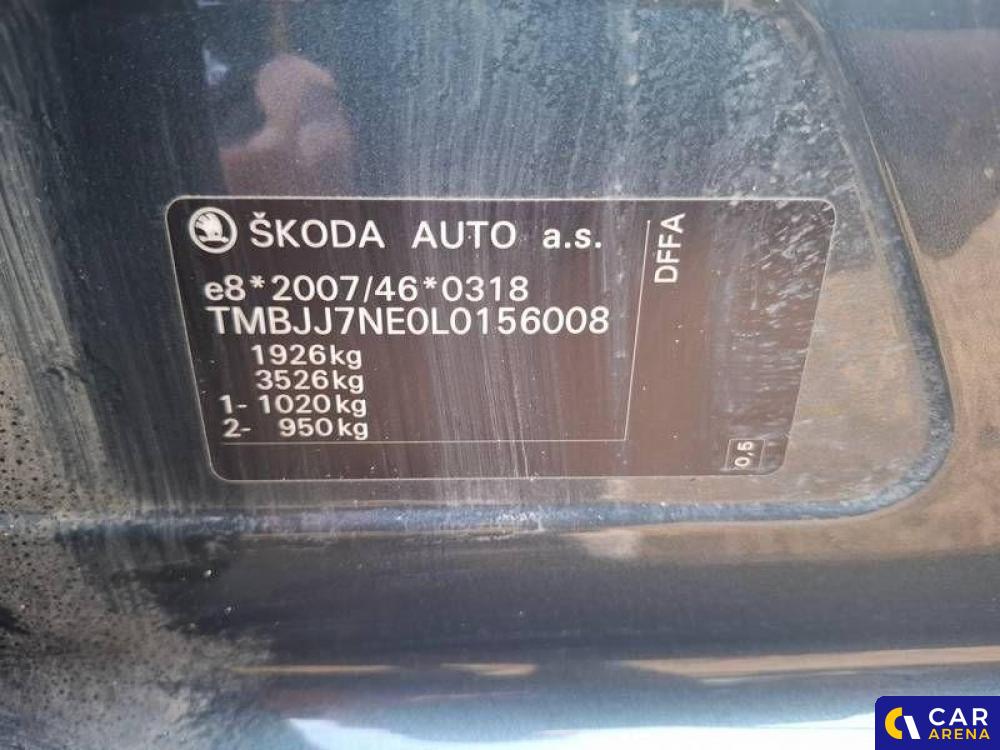 ŠKODA AUTO a.s.
DFFA
e8*2007/46*0318
TMBJJ7NE0L0156008
1926kg
3526kg
1- 1020kg
2- 950kg
0,5
CAR
ARENA